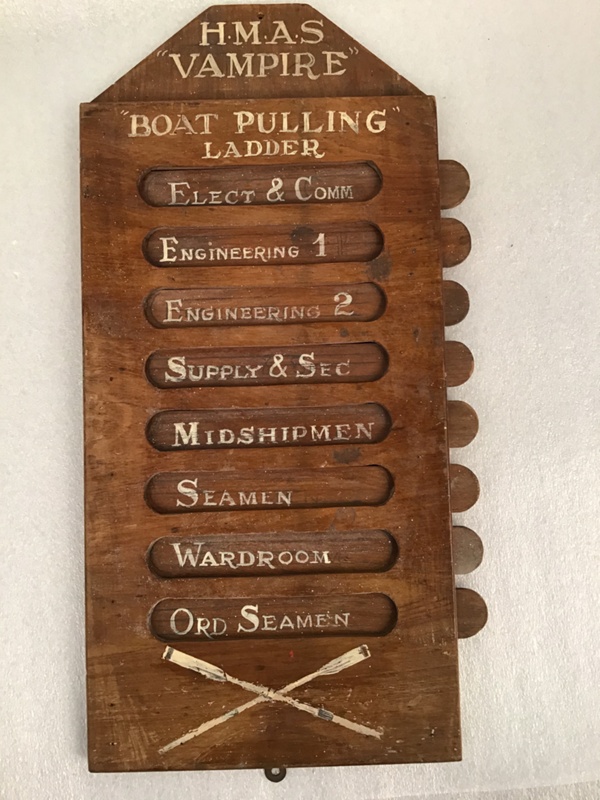 H·M·A·S
"VAMPIRE"
"BOAT PULLING"
LADDER
ELECT & COMM
ENGINEERING 1
ENGINEERING 2
SUPPLY & SEC
MIDSHIPMEN
SEAMEN
WARDROOM
ORD SEAMEN